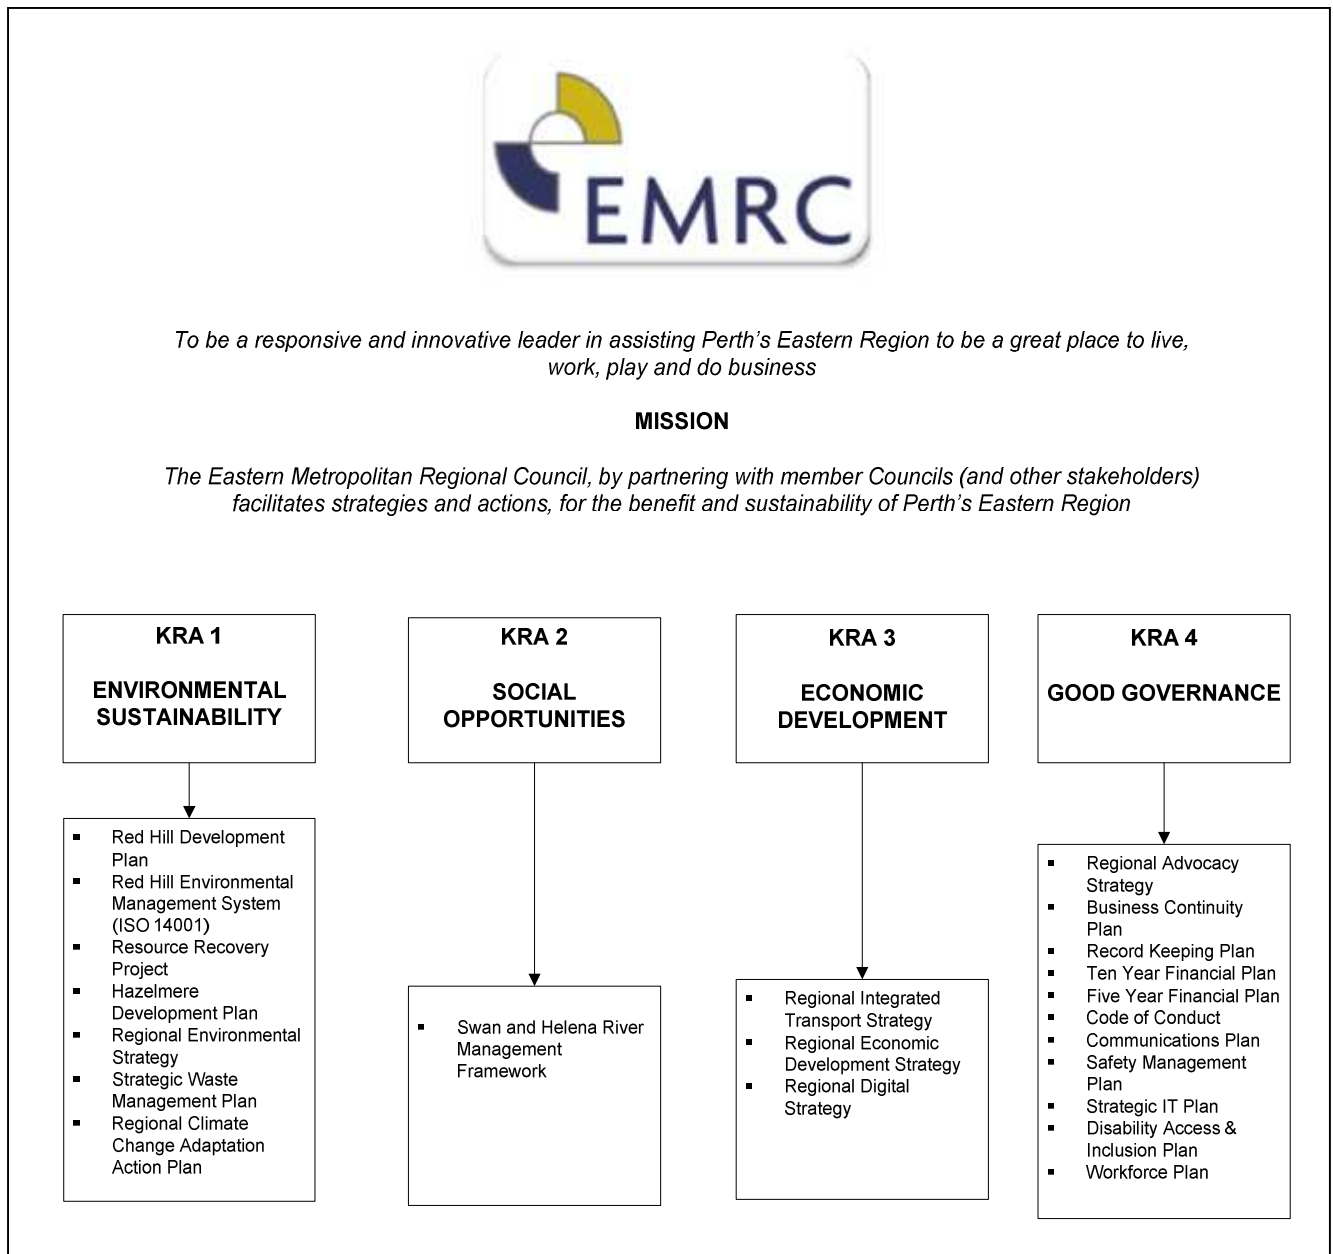 EMRC
To be a responsive and innovative leader in assisting Perth's Eastern Region to be a great place to live,
work, play and do business
MISSION
The Eastern Metropolitan Regional Council, by partnering with member Councils (and other stakeholders)
facilitates strategies and actions, for the benefit and sustainability of Perth's Eastern Region
KRA 1
ENVIRONMENTAL
SUSTAINABILITY
▪ Red Hill Development
Plan
▪ Red Hill Environmental
Management System
(ISO 14001)
▪ Resource Recovery
Project
▪ Hazelmere
Development Plan
▪ Regional Environmental
Strategy
▪ Strategic Waste
Management Plan
▪ Regional Climate
Change Adaptation
Action Plan
KRA 2
SOCIAL
OPPORTUNITIES
▪ Swan and Helena River
Management
Framework
KRA 3
ECONOMIC
DEVELOPMENT
▪ Regional Integrated
Transport Strategy
▪ Regional Economic
Development Strategy
▪ Regional Digital
Strategy
KRA 4
GOOD GOVERNANCE
▪ Regional Advocacy
Strategy
▪ Business Continuity
Plan
▪ Record Keeping Plan
▪ Ten Year Financial Plan
▪ Five Year Financial Plan
▪ Code of Conduct
▪ Communications Plan
▪ Safety Management
Plan
▪ Strategic IT Plan
▪ Disability Access &
Inclusion Plan
▪ Workforce Plan